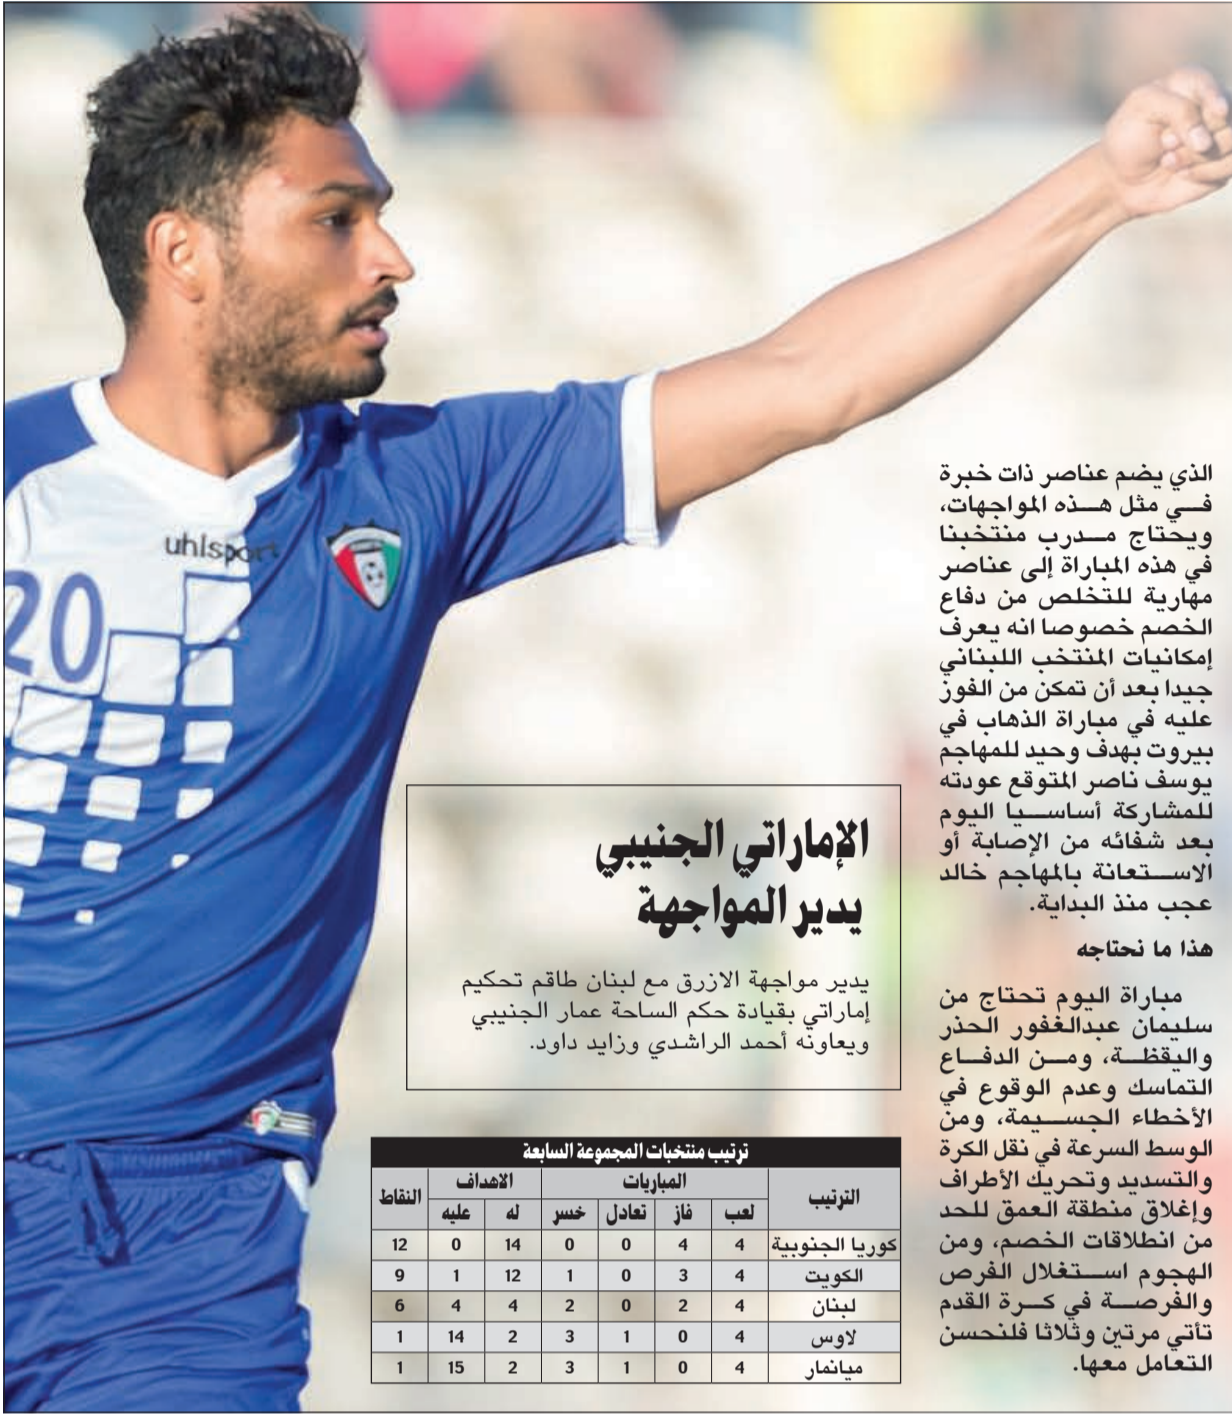 الذي يضم عناصر ذات خبرة
في مثل هذه المواجهات،
ويحتاج مدرب منتخبنا
في هذه المباراة إلى عناصر
مهارية للتخلص من دفاع
الخصم خصوصا انه يعرف
إمكانيات المنتخب اللبناني
جيدا بعد أن تمكن من الفوز
عليه في مباراة الذهاب في
بيروت بهدف وحيد للمهاجم
يوسف ناصر المتوقع عودته
للمشاركة أساسيا اليوم
بعد شفائه من الإصابة أو
الاستعانة بالمهاجم خالد
عجب منذ البداية.
هذا ما نحتاجه
مباراة اليوم تحتاج من
سليمان عبدالغفور الحذر
واليقظة، ومن الدفاع
التماسك وعدم الوقوع في
الأخطاء الجسيمة، ومن
الوسط السرعة في نقل الكرة
والتسديد وتحريك الأطراف
وإغلاق منطقة العمق للحد
من انطلاقات الخصم، ومن
الهجوم استغلال الفرص
والفرصة في كرة القدم
تأتي مرتين وثلاثا فلنحسن
التعامل معها.
uhlsport
20
الإماراتي الجنيبي
يدير المواجهة
يدير مواجهة الازرق مع لبنان طاقم تحكيم
إماراتي بقيادة حكم الساحة عمار الجنيبي
ويعاونه أحمد الراشدي وزايد داود.
ترتيب منتخبات المجموعة السابعة
الترتيب المباريات الاهداف النقاط
لعب فاز تعادل خسر له عليه
كوريا الجنوبية 4 4 0 0 14 0 12
الكويت 4 3 0 1 12 1 9
لبنان 4 2 0 2 4 4 6
لاوس 4 0 1 3 2 14 1
ميانمار 4 0 1 3 2 15 1